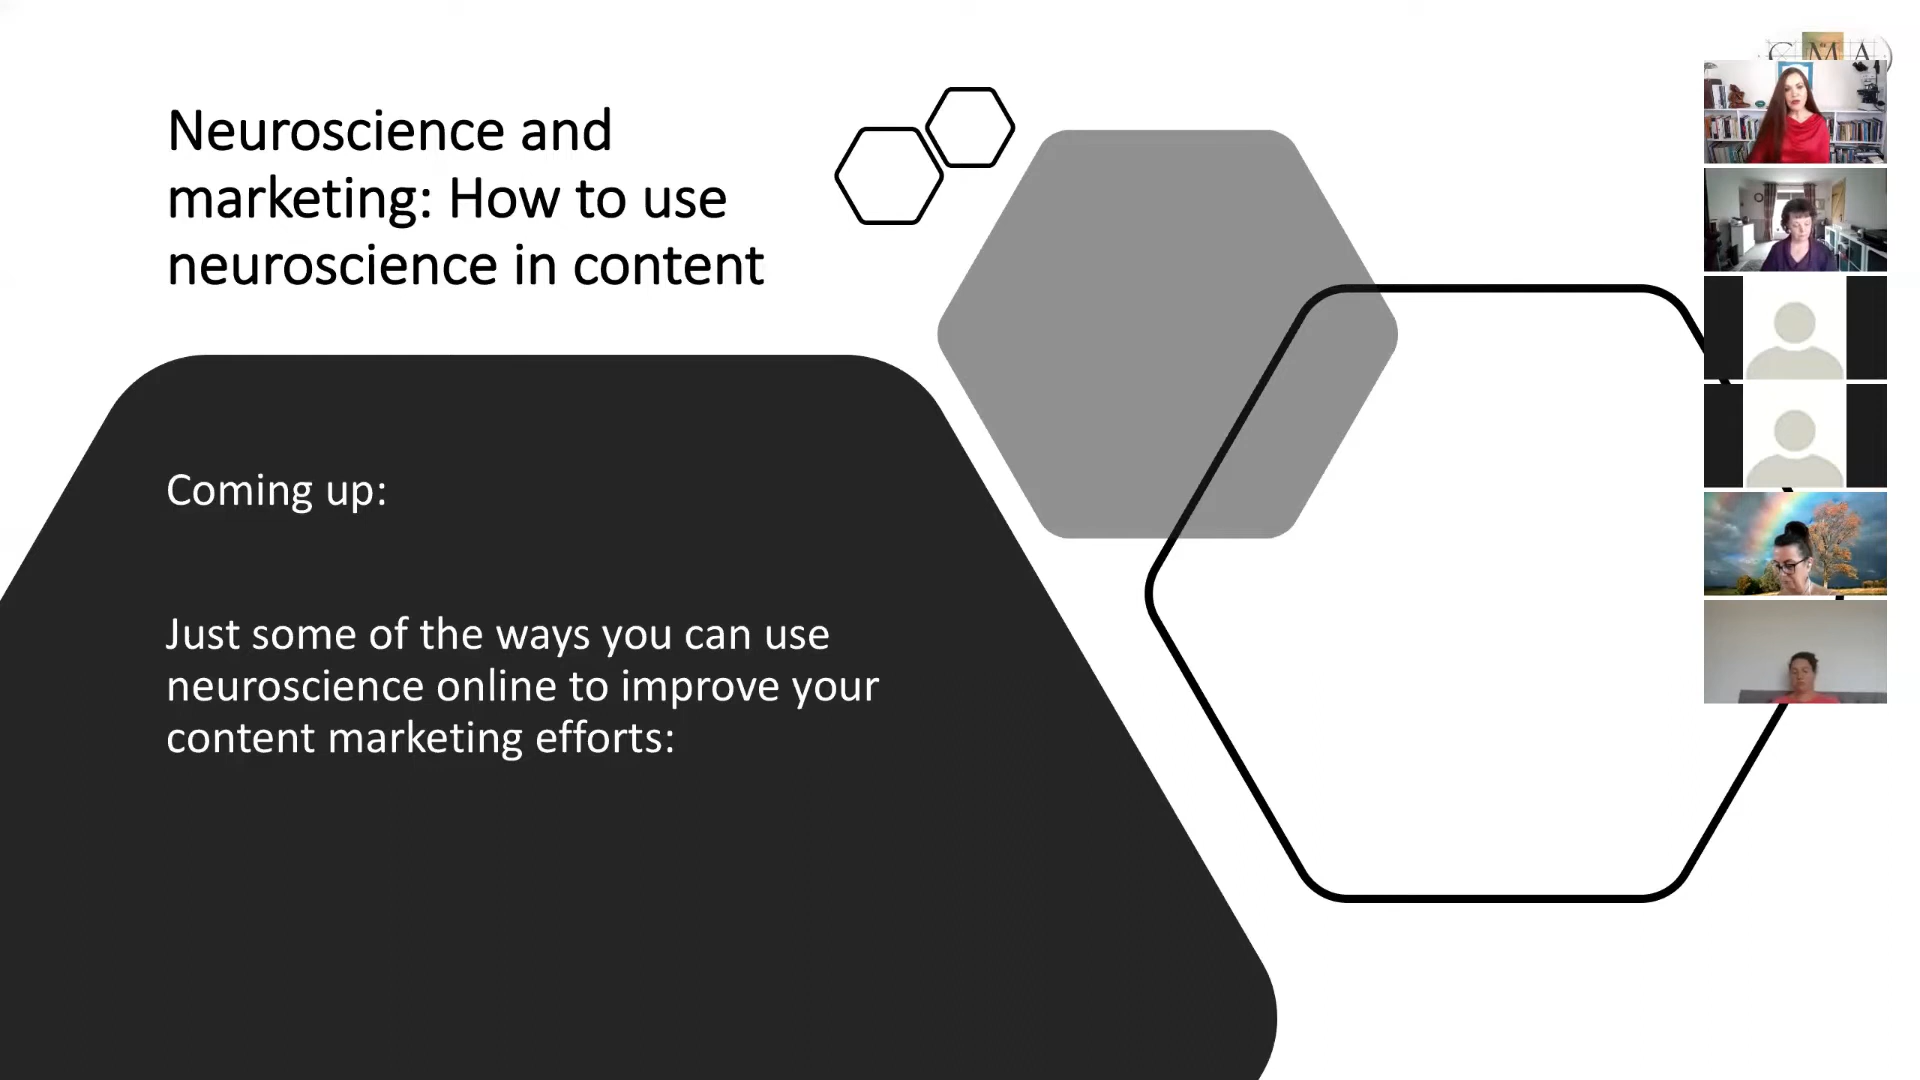 CMA
Neuroscience and
marketing: How to use
neuroscience in content
Coming up:
Just some of the ways you can use
neuroscience online to improve your
content marketing efforts: